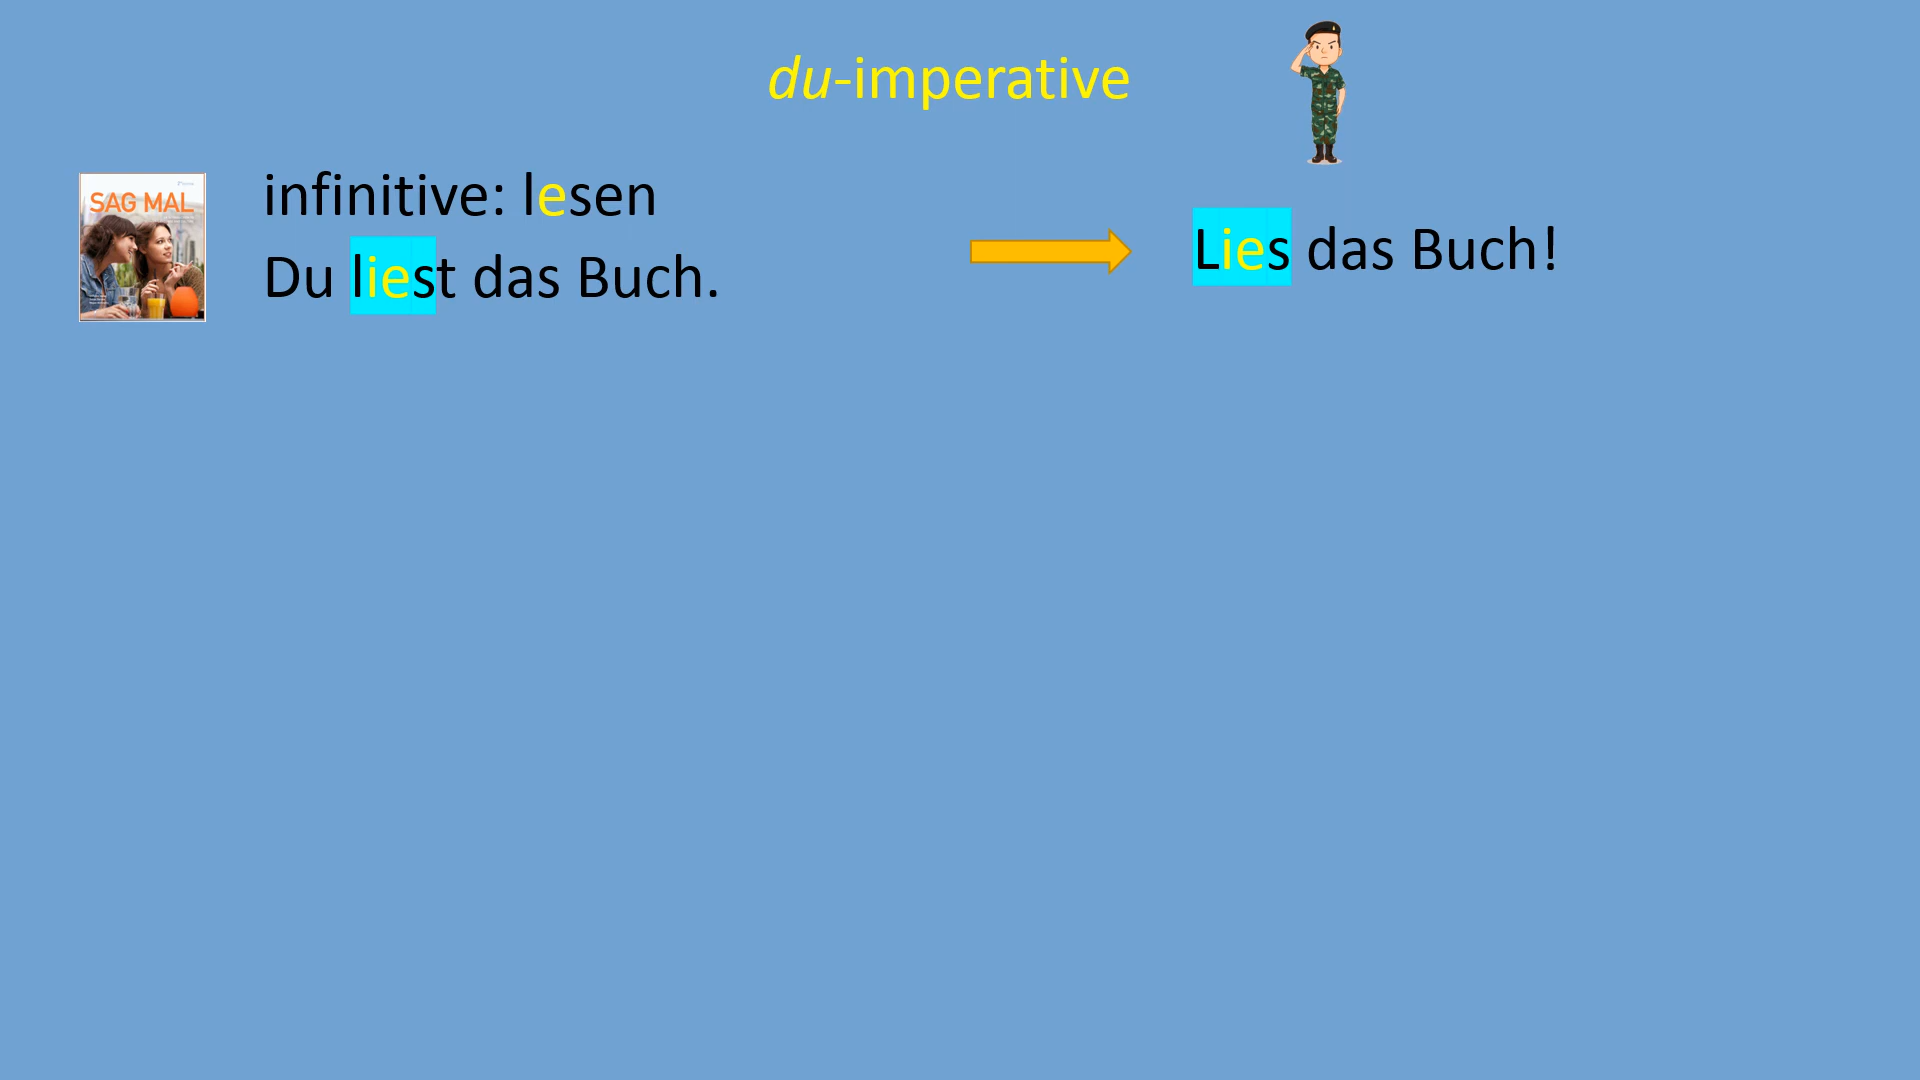 du-imperative
SAG MAL
infinitive: lesen
Du liest das Buch.
Lies das Buch!